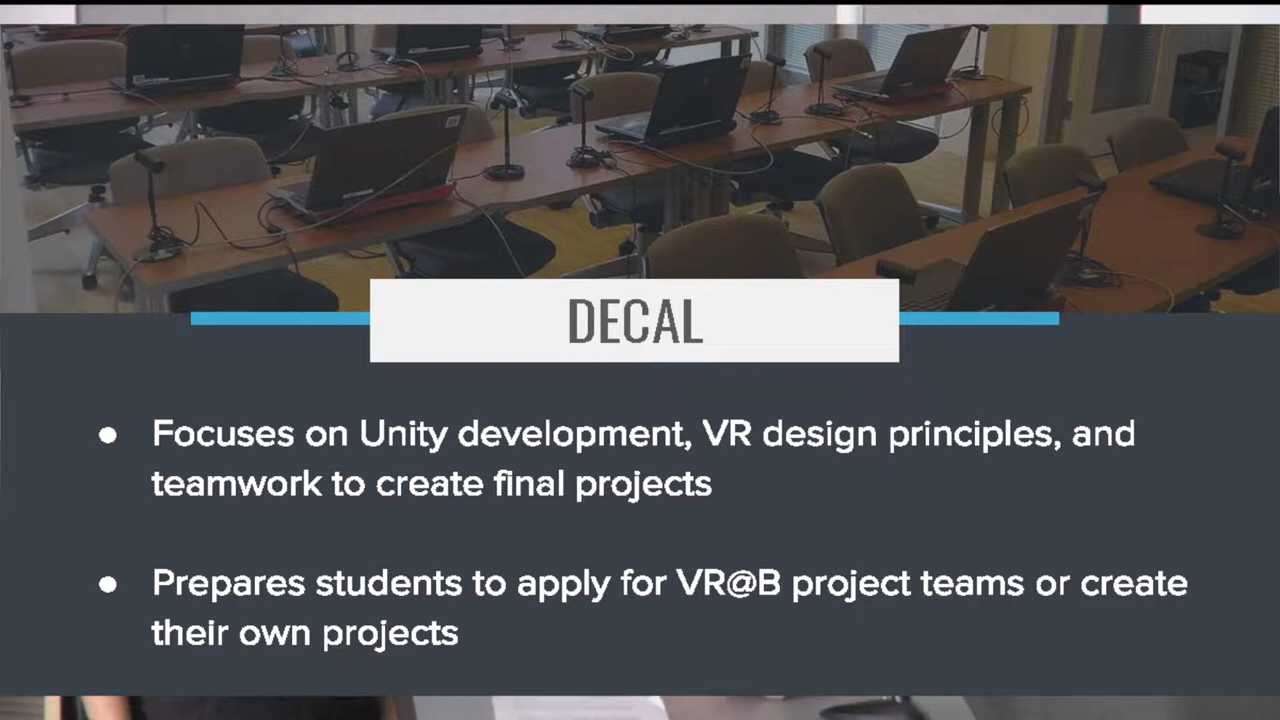 DECAL
● Focuses on Unity development, VR design principles, and
teamwork to create final projects
● Prepares students to apply for VR@B project teams or create
their own projects